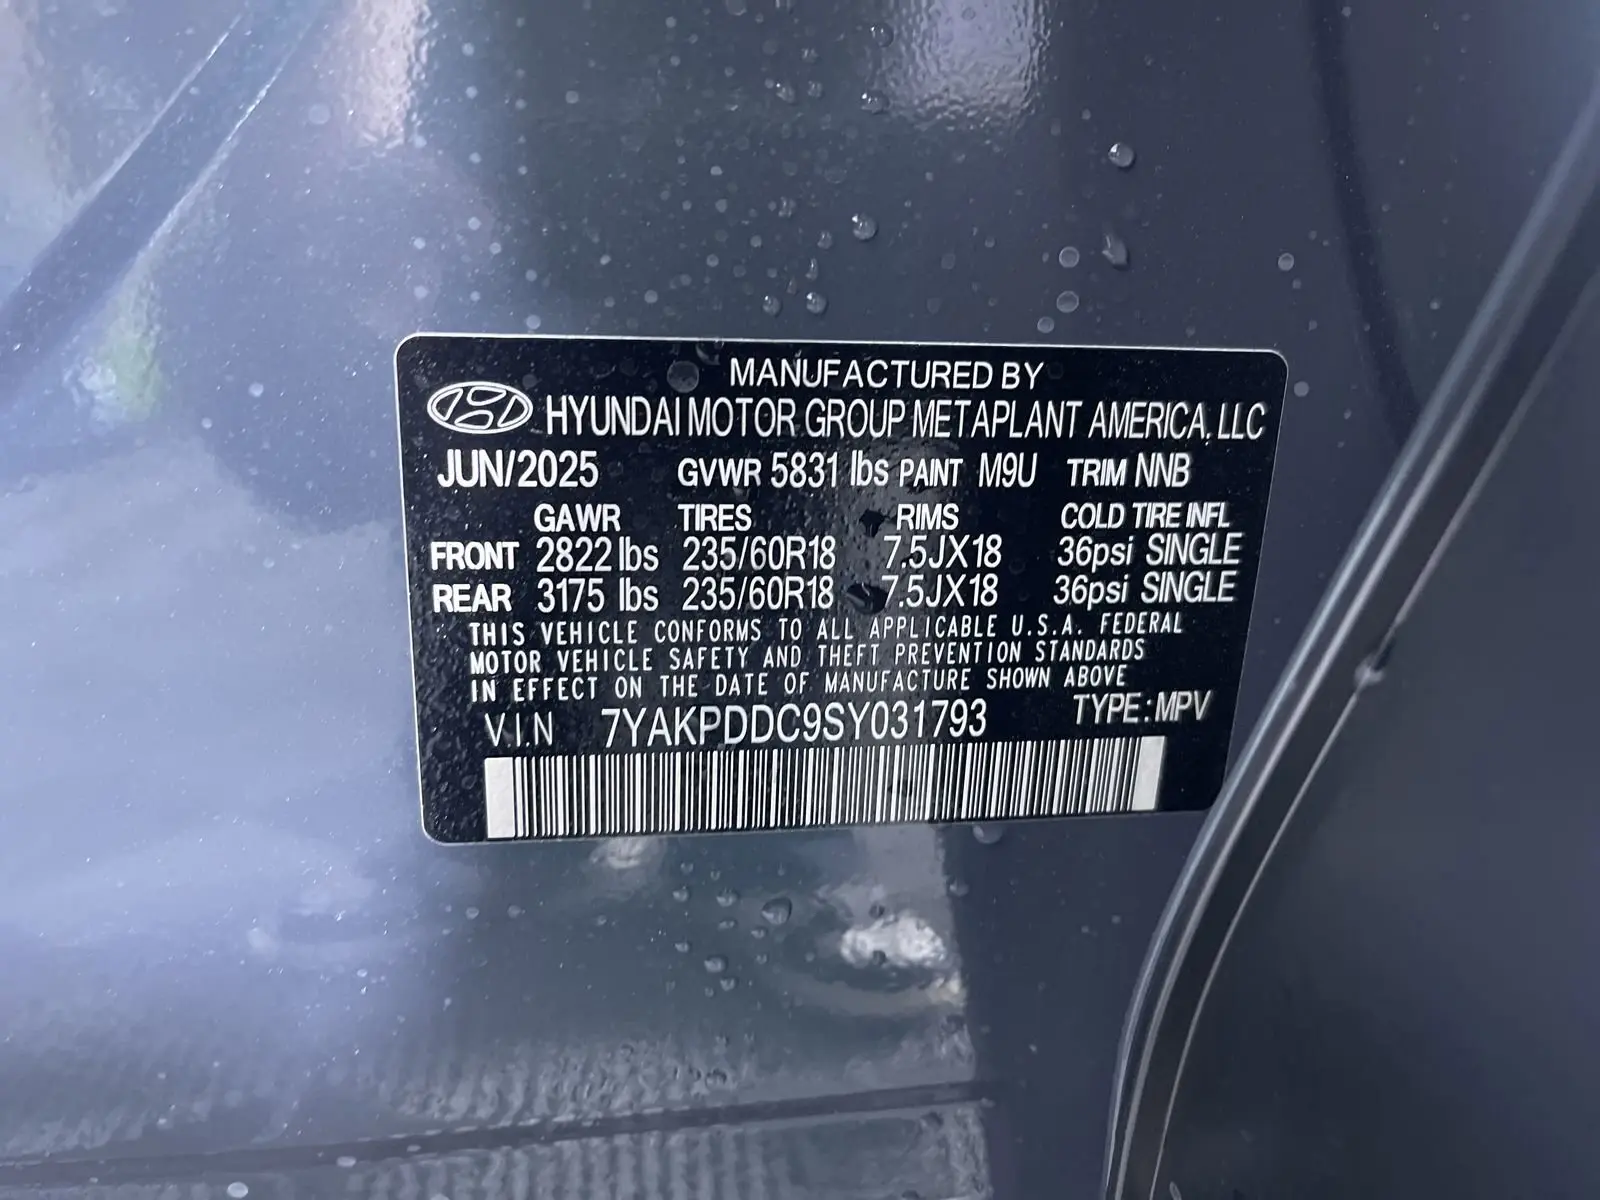 MANUFACTURED BY
HYUNDAI MOTOR GROUP METAPLANT AMERICA, LLC
JUN/2025 GVWR 5831 lbs PAINT M9U TRIM NNB
GAWR TIRES RIMS COLD TIRE INFL
FRONT 2822 lbs 235/60R18 7.5JX18 36psi SINGLE
REAR 3175 lbs 235/60R18 7.5JX18 36psi SINGLE
THIS VEHICLE CONFORMS TO ALL APPLICABLE U.S.A. FEDERAL
MOTOR VEHICLE SAFETY AND THEFT PREVENTION STANDARDS
IN EFFECT ON THE DATE OF MANUFACTURE SHOWN ABOVE
V.I.N 7YAKPDDC9SY031793 TYPE:MPV